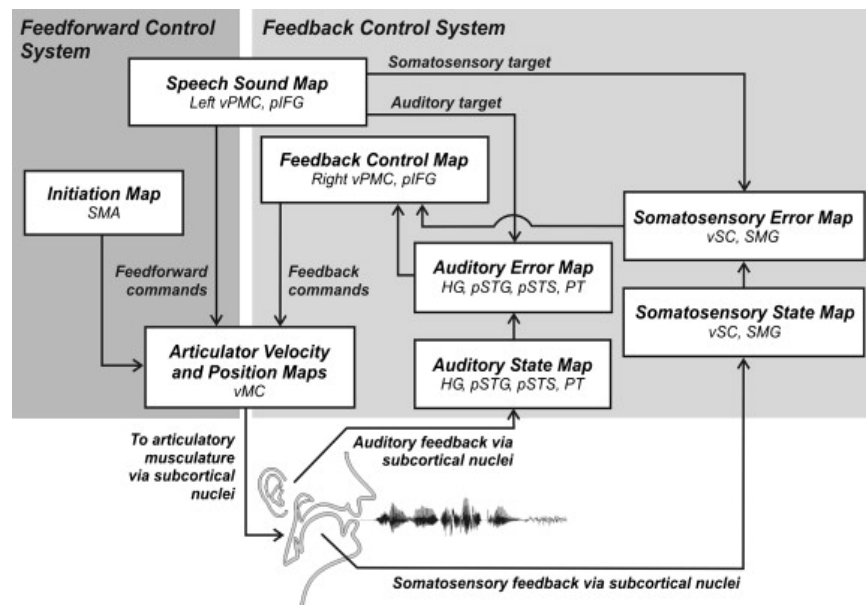 Feedforward Control
System
Feedback Control System
Speech Sound Map
Left vPMC, pIFG
Somatosensory target
Auditory target
Feedback Control Map
Right vPMC, pIFG
Initiation Map
SMA
Somatosensory Error Map
vSC, SMG
Feedforward
commands
Feedback
commands
Auditory Error Map
HG, pSTG, pSTS, PT
Somatosensory State Map
vSC, SMG
Articulator Velocity
and Position Maps
vMC
Auditory State Map
HG, pSTG, pSTS, PT
To articulatory
musculature
via subcortical
nuclei
Auditory feedback via
subcortical nuclei
Somatosensory feedback via subcortical nuclei